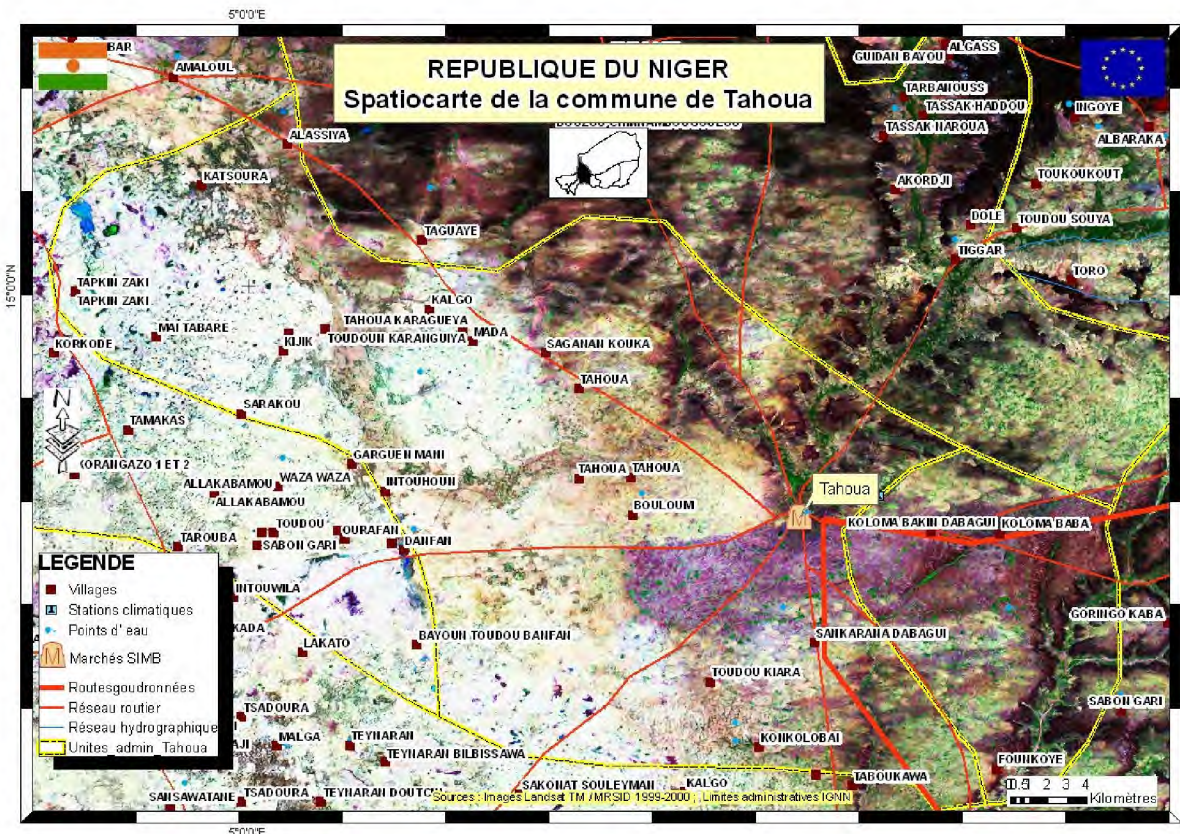 5°0'0"E
15°0'0"N
REPUBLIQUE DU NIGER
Spatiocarte de la commune de Tahoua
BAR
AMALOUL
ALASSIYA
KATSOURA
TAGUAYE
GUIDAN BAYOU
ALGASS
TARBANOUSS
TASSAK HADDOU
TASSAK NAROUA
INGOYE
ALBARAKA
AKORDJI
TOUKOUKOUT
DOLE
TOUDOU SOUYA
TIGGAR
TORO
TAPKIN ZAKI
TAPKIN ZAKI
KALGO
TAHOUA KARAGUEYA
MAI TABARE
TOUDOUN KARANGUIYA
MADA
KORKODE
KIJIK
SAGANAN KOUKA
TAHOUA
SARAKOU
N
TAMAKAS
GARGUEN MANI
KORANGAZO 1 ET 2
WAZA WAZA
INTOUHOUN
TAHOUA
TAHOUA
ALLAKABAMOU
ALLAKABAMOU
BOULOUM
Tahoua
M
TOUDOU
OURAFAN
KOLOMA BAKIN DABAGUI
KOLOMA BABA
TAROUBA
SABON GARI
DANFAN
LEGENDE
Villages
Stations climatiques
Points d' eau
M Marchés SIMB
Routesgoudronnées
Réseau routier
Réseau hydrographique
Unites_admin_Tahoua
INTOUWILA
KADA
LAKATO
BAYOUN TOUDOU BANFAN
GORINGO KABA
SANKARANA DABAGUI
TOUDOU KIARA
SABON GARI
TSADOURA
AJI
MALGA
TEYNARAN
TEYNARAN BILBISSAWA
KONKOLOBAI
FOUNKOYE
TABOUKAWA
SAKONAT SOULEYMAN
KALGO
SANSAWATANE
TSADOURA
TEYNARAN DOUTC
Sources : Images Landsat TM /MRSID 1999-2000 ; Limites administratives IGNN
2 3 4
Kilomètres
5°0'0"E